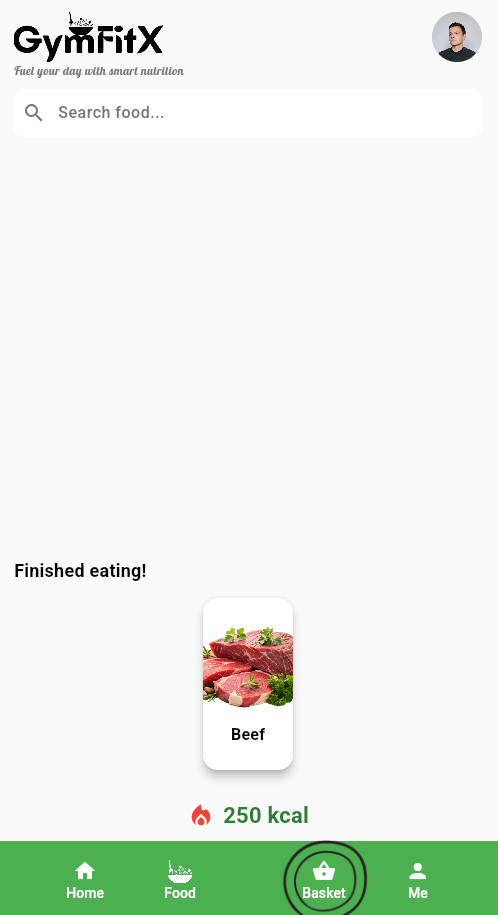 GymFitX
Fuel your day with smart nutrition
Search food...
Finished eating!
Beef
250 kcal
Home Food Basket Me